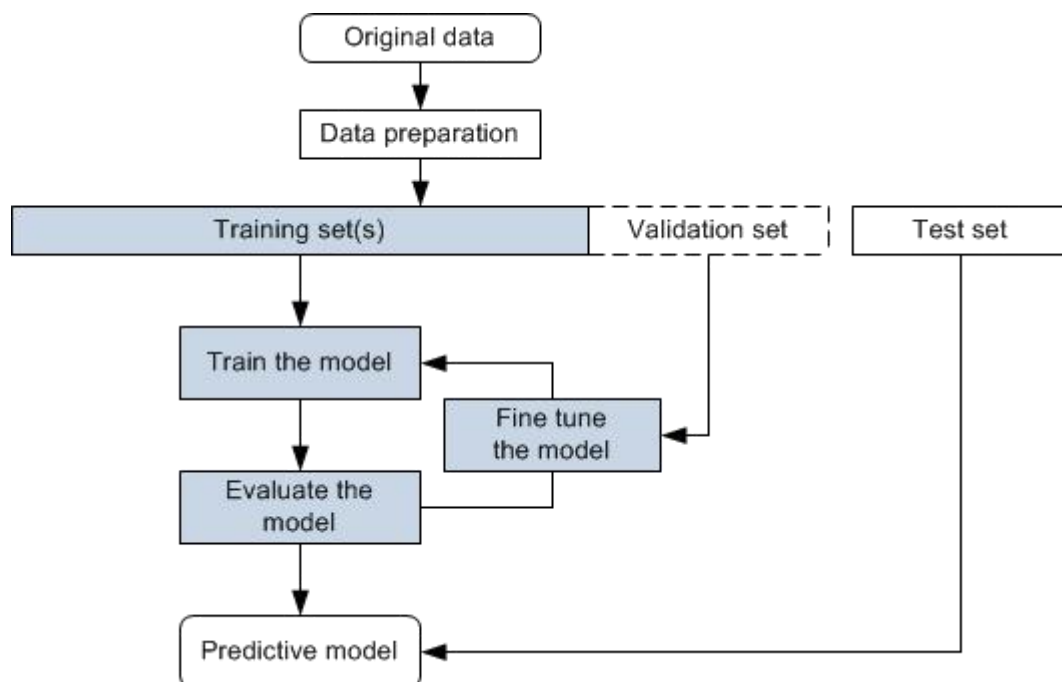 Original data
Data preparation
Training set(s)
Validation set
Test set
Train the model
Fine tune
the model
Evaluate the
model
Predictive model